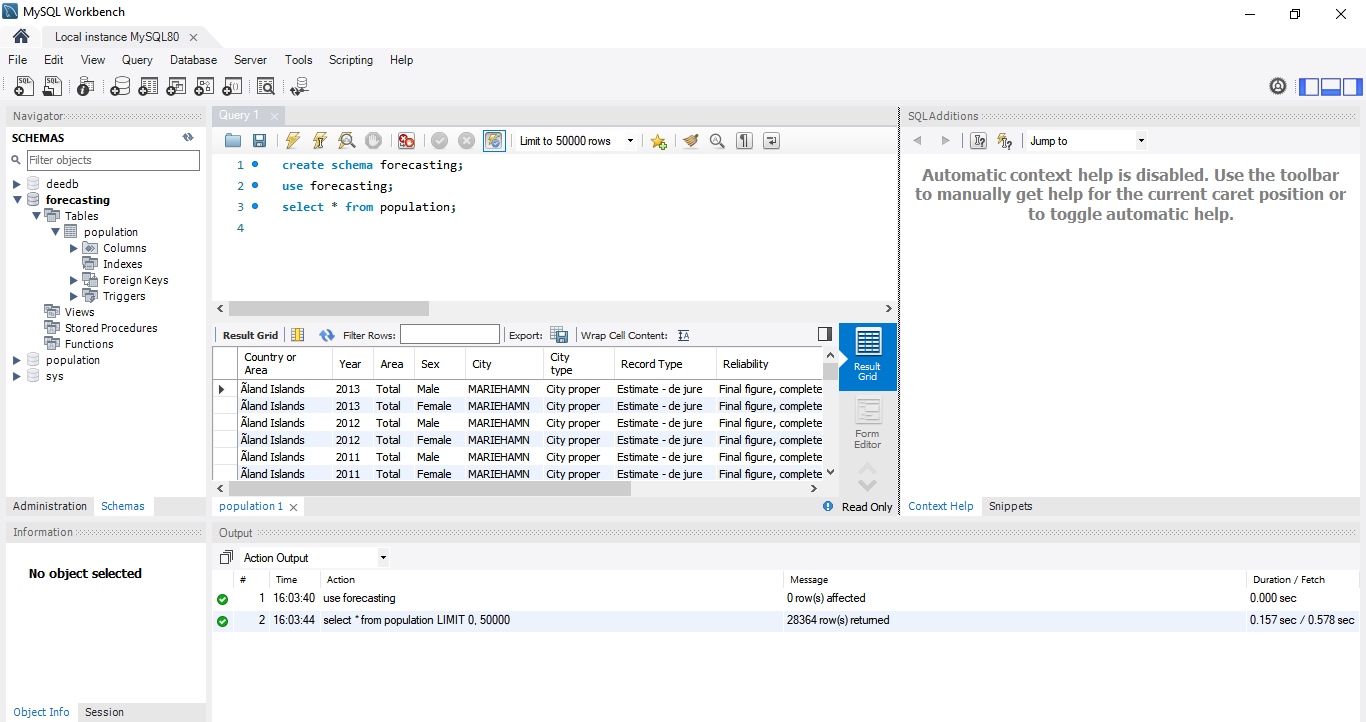 MySQL Workbench
Local instance MySQL80
File Edit View Query Database Server Tools Scripting Help
Navigator
SCHEMAS
Filter objects
deedb
forecasting
Tables
population
Columns
Indexes
Foreign Keys
Triggers
Views
Stored Procedures
Functions
population
sys
Administration Schemas
Information
No object selected
Object Info Session
Query 1
Limit to 50000 rows
1 create schema forecasting;
2 use forecasting;
3 select * from population;
4
Result Grid Filter Rows: Export: Wrap Cell Content:
Country or Area Year Area Sex City City type Record Type Reliability
Ãland Islands 2013 Total Male MARIEHAMN City proper Estimate - de jure Final figure, complete
Ãland Islands 2013 Total Female MARIEHAMN City proper Estimate - de jure Final figure, complete
Ãland Islands 2012 Total Male MARIEHAMN City proper Estimate - de jure Final figure, complete
Ãland Islands 2012 Total Female MARIEHAMN City proper Estimate - de jure Final figure, complete
Ãland Islands 2011 Total Male MARIEHAMN City proper Estimate - de jure Final figure, complete
Ãland Islands 2011 Total Female MARIEHAMN City proper Estimate - de jure Final figure, complete
Result Grid
Form Editor
population 1
Read Only
SQLAdditions
Jump to
Automatic context help is disabled. Use the toolbar
to manually get help for the current caret position or
to toggle automatic help.
Context Help Snippets
Output
Action Output
# Time Action Message Duration / Fetch
1 16:03:40 use forecasting 0 row(s) affected 0.000 sec
2 16:03:44 select * from population LIMIT 0, 50000 28364 row(s) returned 0.157 sec / 0.578 sec